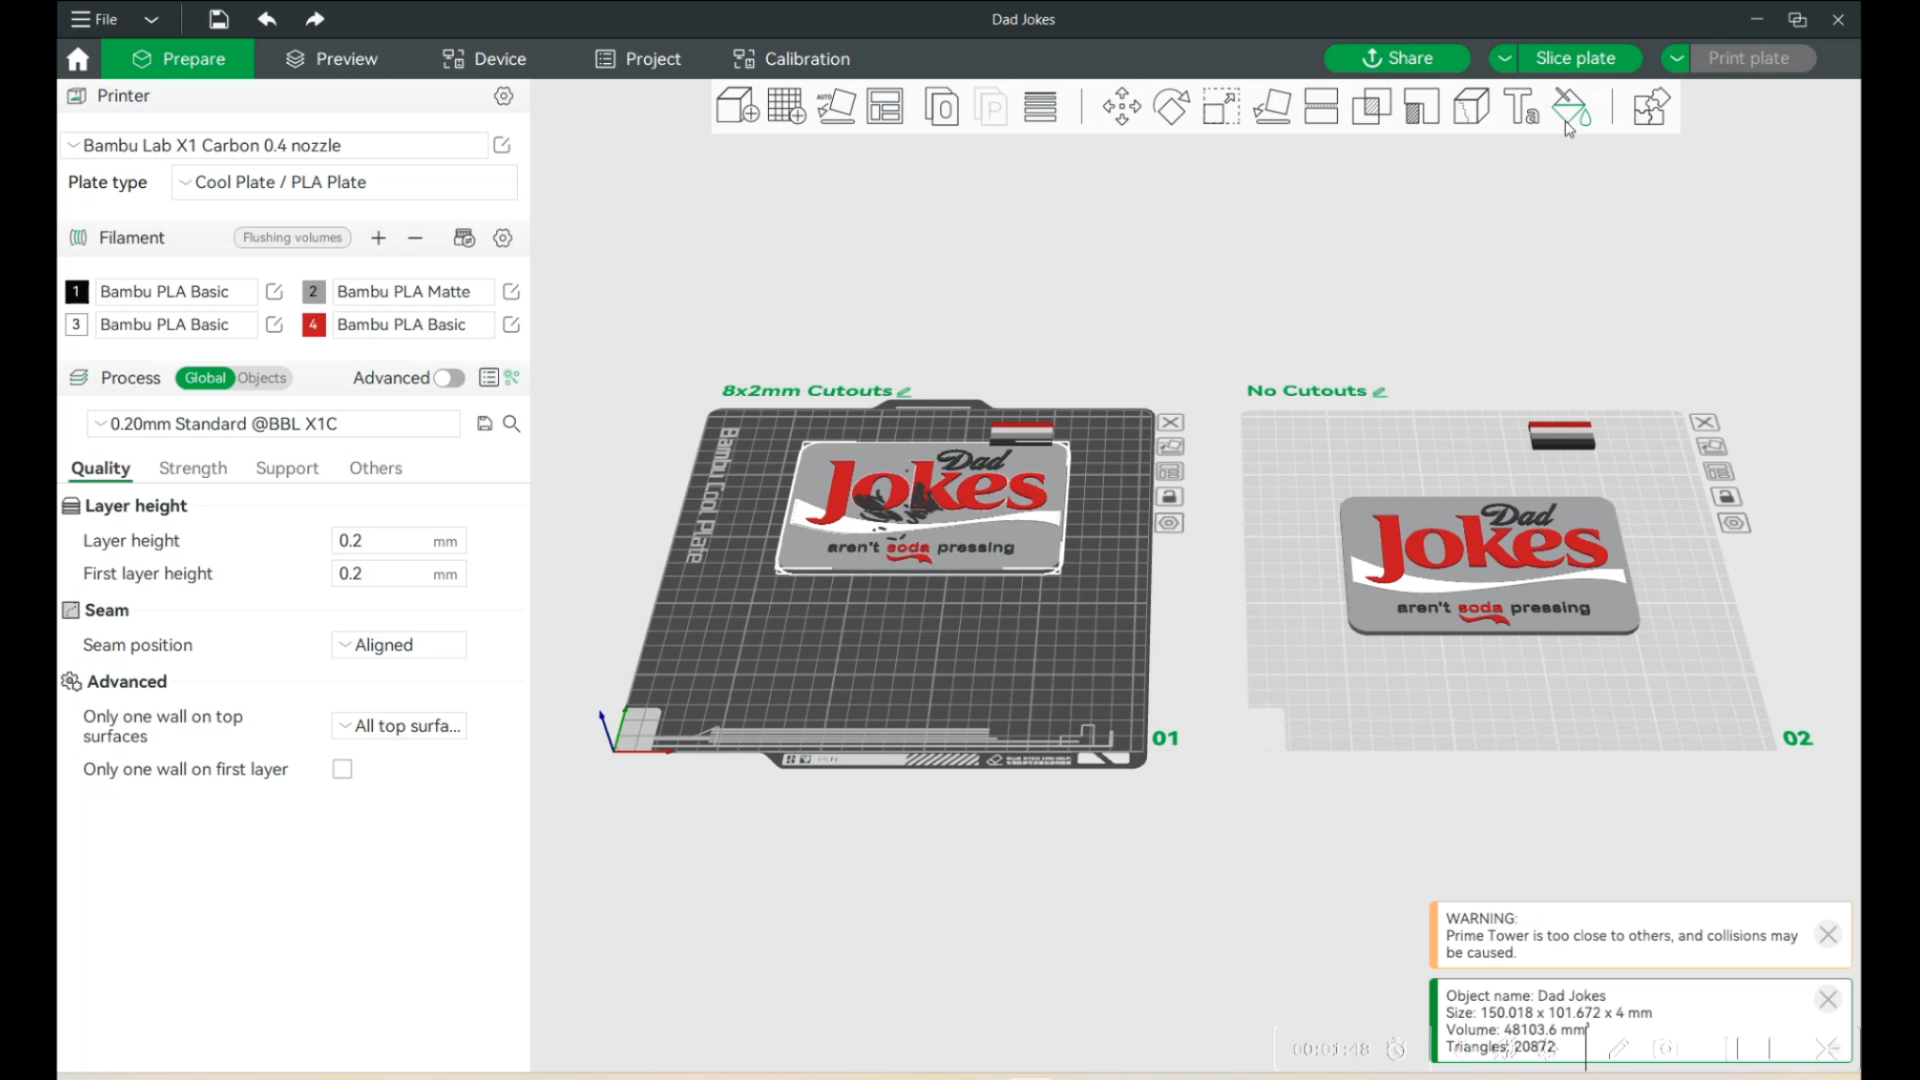 File
Dad Jokes
Prepare
Preview
Device
Project
Calibration
Share
Slice plate
Print plate
Printer
AUTO
Bambu Lab X1 Carbon 0.4 nozzle
Plate type
Cool Plate / PLA Plate
Filament
Flushing volumes
1 Bambu PLA Basic
2 Bambu PLA Matte
3 Bambu PLA Basic
4 Bambu PLA Basic
Process
Global
Objects
Advanced
0.20mm Standard @BBL X1C
Quality
Strength
Support
Others
Layer height
Layer height 0.2 mm
First layer height 0.2 mm
Seam
Seam position Aligned
Advanced
Only one wall on top
surfaces
All top surfa...
Only one wall on first layer
8x2mm Cutouts
Bambu Cool Plate
Dad
Jokes
aren't soda pressing
01
No Cutouts
Dad
Jokes
aren't soda pressing
02
WARNING:
Prime Tower is too close to others, and collisions may
be caused.
Object name: Dad Jokes
Size: 150.018 x 101.672 x 4 mm
Volume: 48103.6 mm³
Triangles: 20872
00:01:48